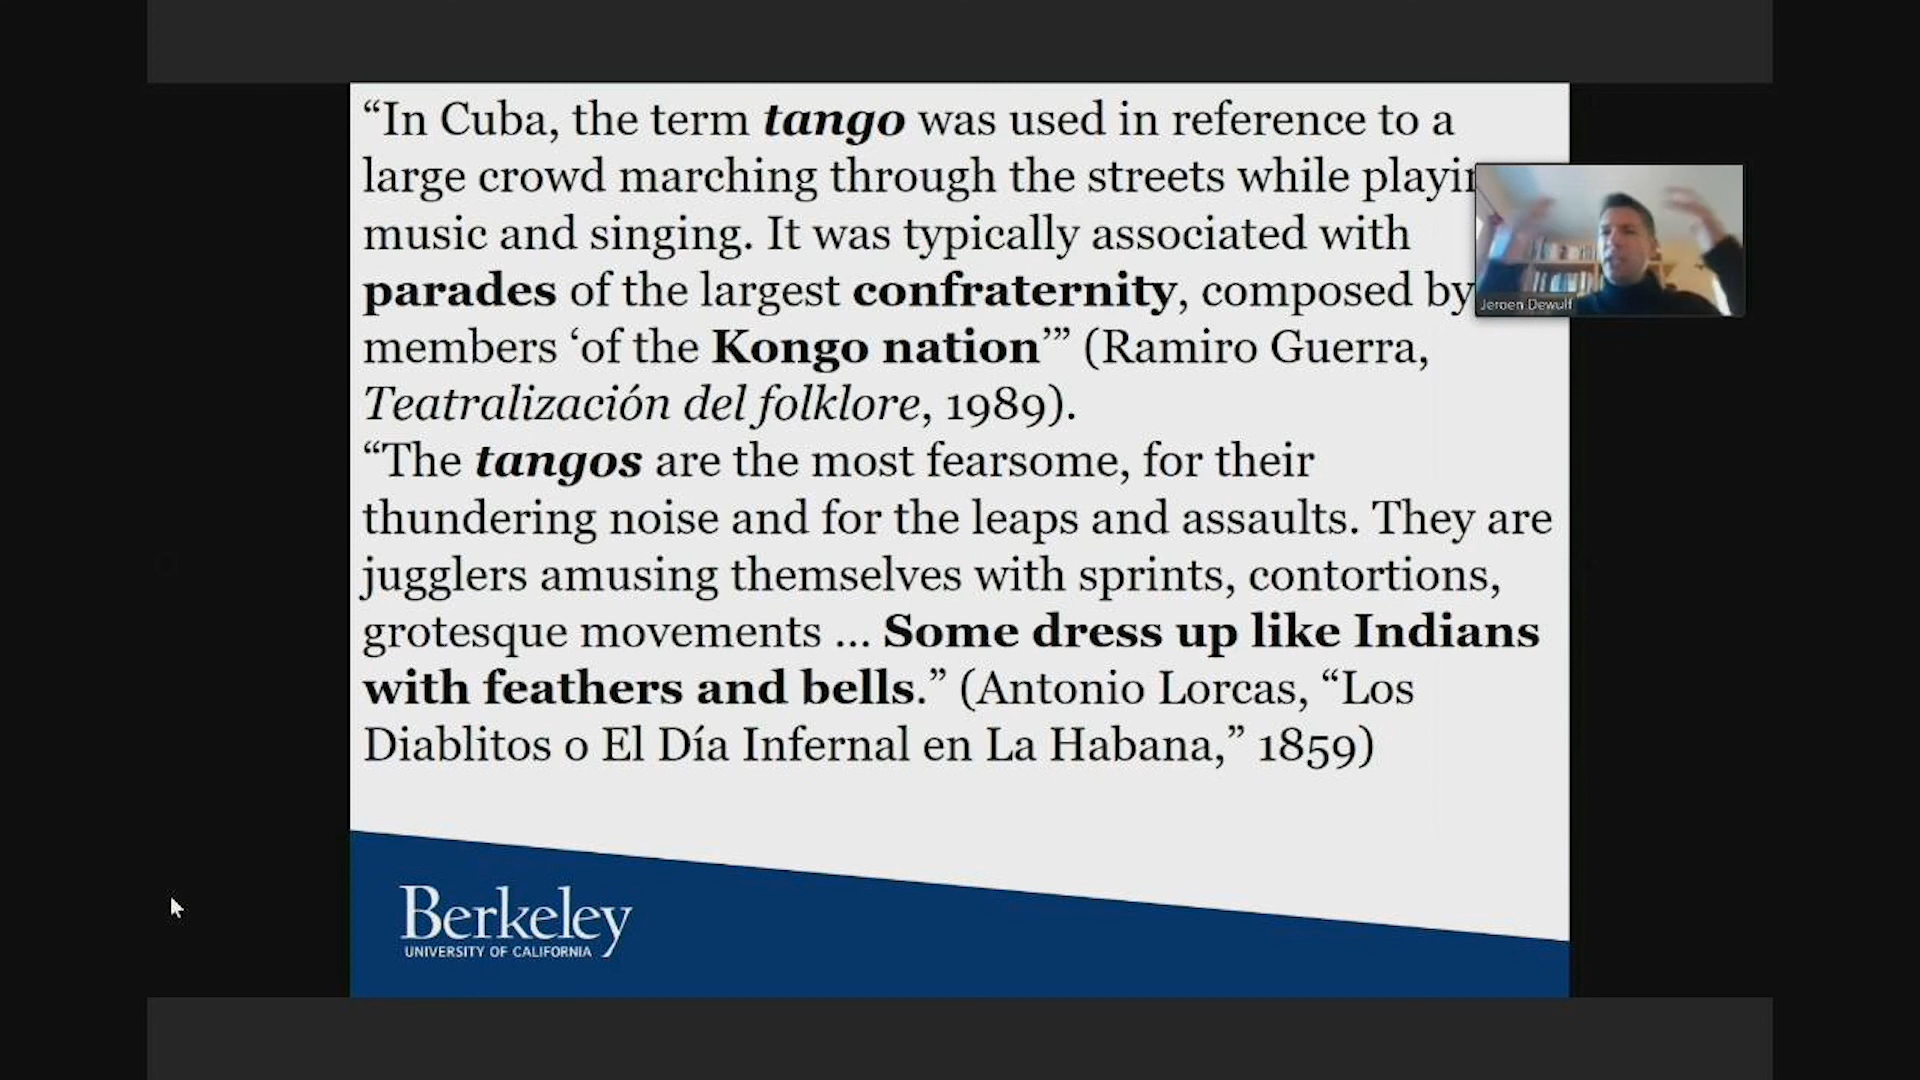 “In Cuba, the term tango was used in reference to a
large crowd marching through the streets while
music and singing. It was typically associated with
parades of the largest confraternity, composed by
members ‘of the Kongo nation’” (Ramiro Guerra,
Teatralización del folklore, 1989).
“The tangos are the most fearsome, for their
thundering noise and for the leaps and assaults. They are
jugglers amusing themselves with sprints, contortions,
grotesque movements ... Some dress up like Indians
with feathers and bells.” (Antonio Lorcas, “Los
Diablitos o El Día Infernal en La Habana,” 1859)
Jeroen Dewulf
Berkeley
UNIVERSITY OF CALIFORNIA